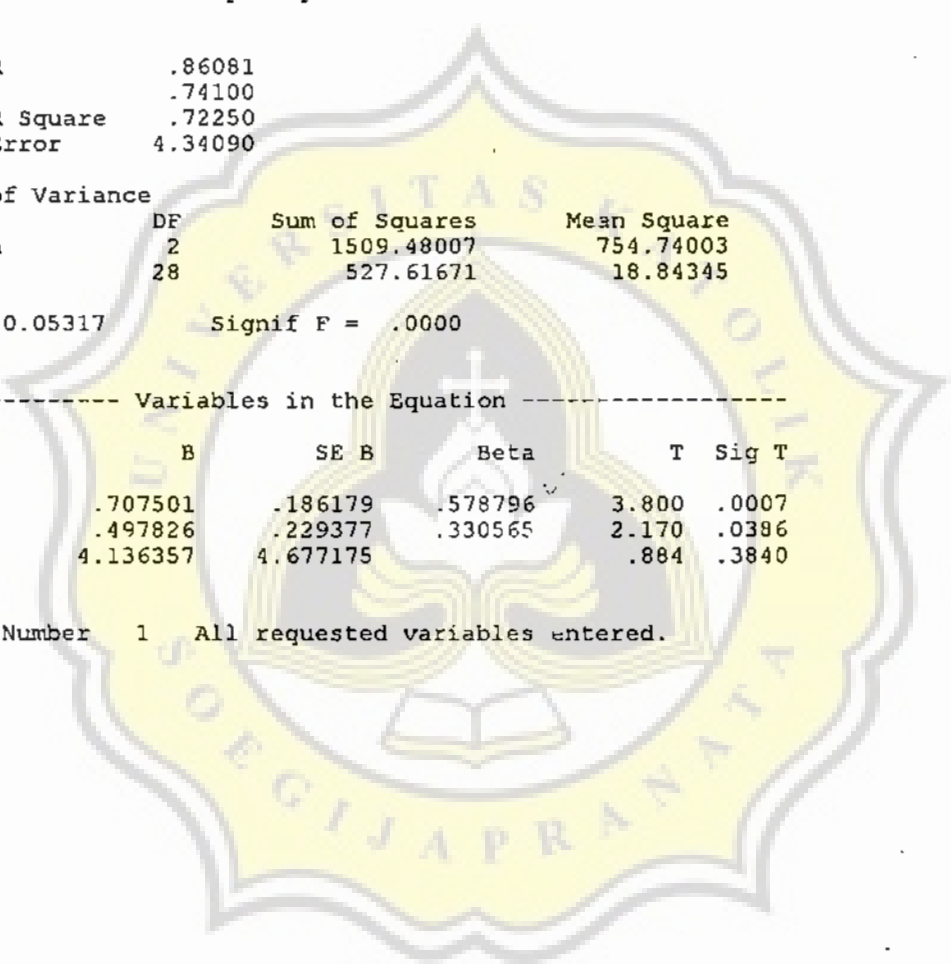 R .86081
.74100
R Square .72250
Error 4.34090
of Variance
DF Sum of Squares Mean Square
2 1509.48007 754.74003
28 527.61671 18.84345
0.05317 Signif F = .0000
--------- Variables in the Equation ------------------
B SE B Beta T Sig T
.707501 .186179 .578796 3.800 .0007
.497826 .229377 .330565 2.170 .0386
4.136357 4.677175 .884 .3840
Number 1 All requested variables entered.
UNIVERSITAS KATOLIK
SOEGIJAPRANATA